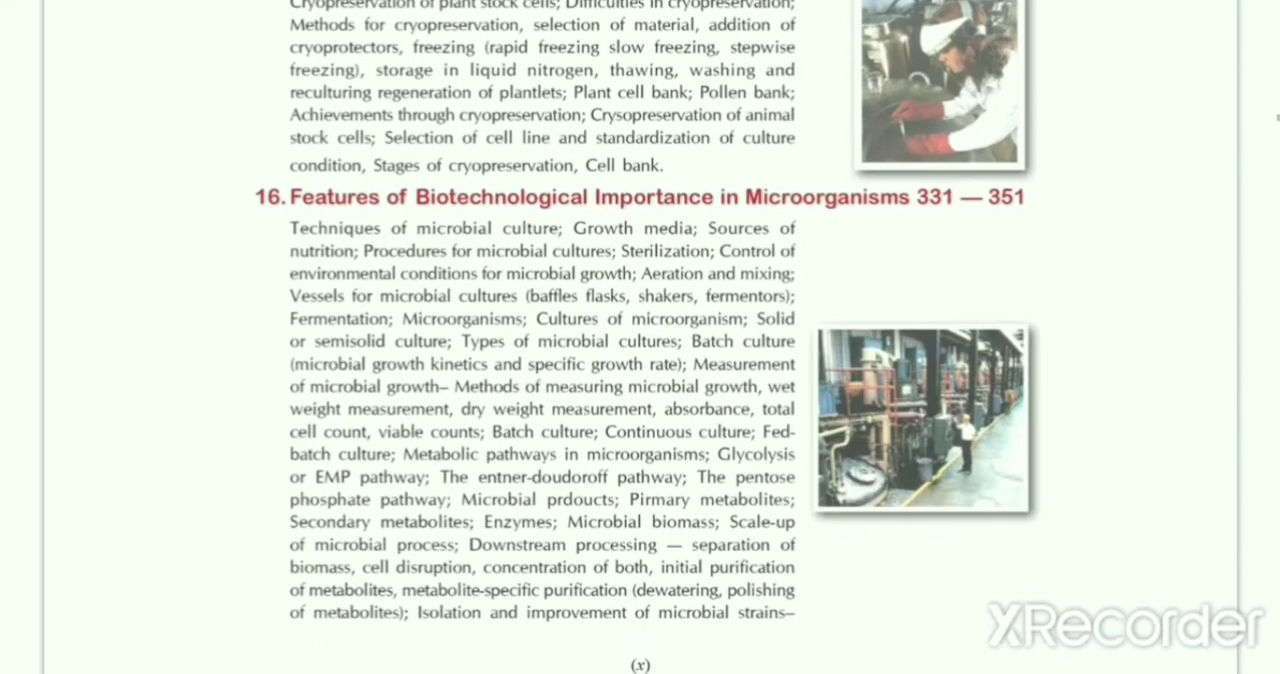 Cryopreservation of plant stock cells; Difficulties in cryopreservation;
Methods for cryopreservation, selection of material, addition of
cryoprotectors, freezing (rapid freezing slow freezing, stepwise
freezing), storage in liquid nitrogen, thawing, washing and
reculturing regeneration of plantlets; Plant cell bank; Pollen bank;
Achievements through cryopreservation; Crysopreservation of animal
stock cells; Selection of cell line and standardization of culture
condition, Stages of cryopreservation, Cell bank.
16. Features of Biotechnological Importance in Microorganisms 331 — 351
Techniques of microbial culture; Growth media; Sources of
nutrition; Procedures for microbial cultures; Sterilization; Control of
environmental conditions for microbial growth; Aeration and mixing;
Vessels for microbial cultures (baffles flasks, shakers, fermentors);
Fermentation; Microorganisms; Cultures of microorganism; Solid
or semisolid culture; Types of microbial cultures; Batch culture
(microbial growth kinetics and specific growth rate); Measurement
of microbial growth– Methods of measuring microbial growth, wet
weight measurement, dry weight measurement, absorbance, total
cell count, viable counts; Batch culture; Continuous culture; Fed-
batch culture; Metabolic pathways in microorganisms; Glycolysis
or EMP pathway; The entner-doudoroff pathway; The pentose
phosphate pathway; Microbial prdoucts; Pirmary metabolites;
Secondary metabolites; Enzymes; Microbial biomass; Scale-up
of microbial process; Downstream processing — separation of
biomass, cell disruption, concentration of both, initial purification
of metabolites, metabolite-specific purification (dewatering, polishing
of metabolites); Isolation and improvement of microbial strains–
XRecorder
(x)